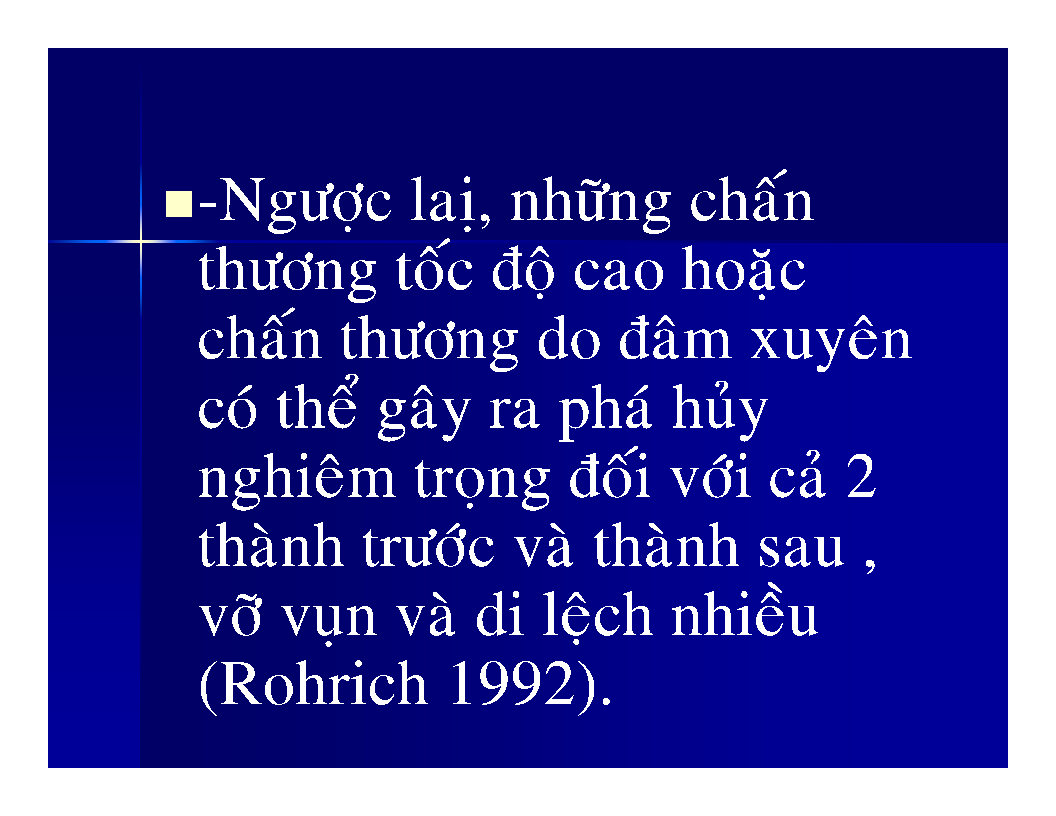 -Ngược lại, những chấn
thương tốc độ cao hoặc
chấn thương do đâm xuyên
có thể gây ra phá hủy
nghiêm trọng đối với cả 2
thành trước và thành sau ,
vỡ vụn và di lệch nhiều
(Rohrich 1992).